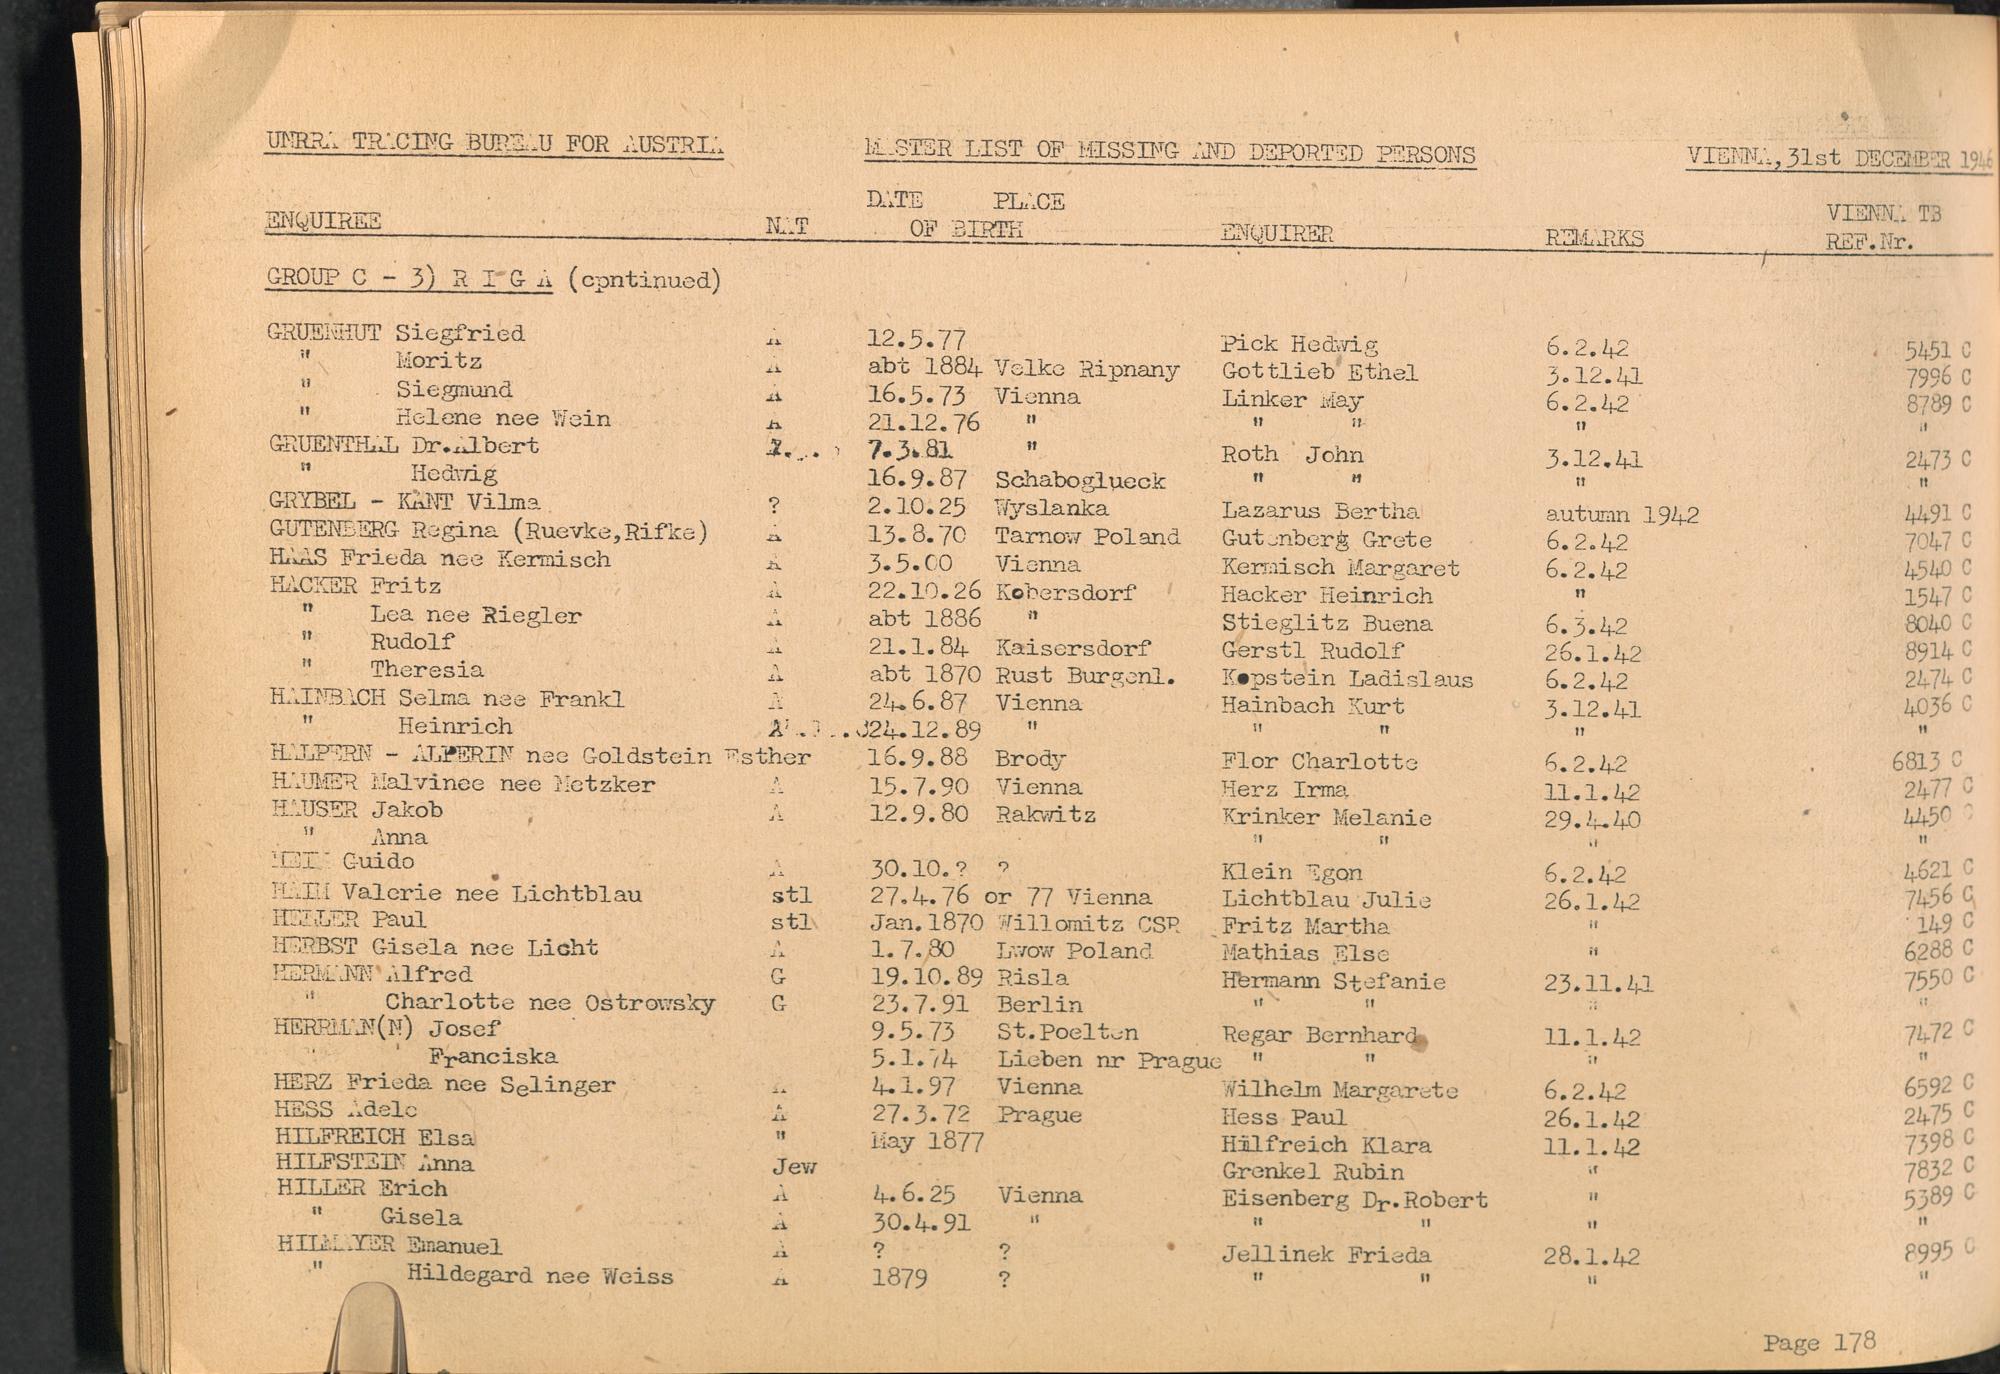 UNRRA TRACING BUREAU FOR AUSTRIA MASTER LIST OF MISSING AND DEPORTED PERSONS VIENNA,31st DECEMBER 1946
DATE PLACE VIENNA TB
ENQUIREE NAT OF BIRTH ENQUIRER REMARKS REF.Nr.
GROUP C - 3) R I G A (cpntinued)
GRUENHUT Siegfried A 12.5.77 Pick Hedwig 6.2.42 5451 C
" Moritz A abt 1884 Velke Ripnany Gottlieb Ethel 3.12.41 7996 C
" Siegmund A 16.5.73 Vienna Linker May 6.2.42 8789 C
" Helene nee Wein A 21.12.76 " " " " "
GRUENTHAL Dr.Albert 7.3.81 " Roth John 3.12.41 2473 C
" Hedwig 16.9.87 Schaboglueck " " " "
GRYBEL - KANT Vilma ? 2.10.25 Wyslanka Lazarus Bertha autumn 1942 4491 C
GUTENBERG Regina (Ruevke,Rifke) A 13.8.70 Tarnow Poland Gutenberg Grete 6.2.42 7047 C
HAAS Frieda nee Kermisch A 3.5.00 Vienna Kermisch Margaret 6.2.42 4540 C
HACKER Fritz A 22.10.26 Kobersdorf Hacker Heinrich " 1547 C
" Lea nee Riegler A abt 1886 " Stieglitz Buena 6.3.42 8040 C
" Rudolf A 21.1.84 Kaisersdorf Gerstl Rudolf 26.1.42 8914 C
" Theresia A abt 1870 Rust Burgenl. Kopstein Ladislaus 6.2.42 2474 C
HAINBACH Selma nee Frankl A 24.6.87 Vienna Hainbach Kurt 3.12.41 4036 C
" Heinrich A 24.12.89 " " " " "
HALPERN - ALPERIN nee Goldstein Esther 16.9.88 Brody Flor Charlotte 6.2.42 6813 C
HAUMER Malvinee nee Metzker A 15.7.90 Vienna Herz Irma 11.1.42 2477 C
HAUSER Jakob A 12.9.80 Rakwitz Krinker Melanie 29.4.40 4450 C
" Anna " " " "
Guido A 30.10.? ? Klein Egon 6.2.42 4621 C
HAIM Valerie nee Lichtblau stl 27.4.76 or 77 Vienna Lichtblau Julie 26.1.42 7456 C
HELLER Paul stl Jan.1870 Willomitz CSR Fritz Martha " 149 C
HERBST Gisela nee Licht A 1.7.80 Lwow Poland Mathias Else " 6288 C
HERMANN Alfred G 19.10.89 Risla Hermann Stefanie 23.11.41 7550 C
" Charlotte nee Ostrowsky G 23.7.91 Berlin " " " "
HERRMAN(N) Josef 9.5.73 St.Poelten Regar Bernhard 11.1.42 7472 C
" Franciska 5.1.74 Lieben nr Prague " " " "
HERZ Frieda nee Selinger A 4.1.97 Vienna Wilhelm Margarete 6.2.42 6592 C
HESS Adele A 27.3.72 Prague Hess Paul 26.1.42 2475 C
HILFREICH Elsa " May 1877 Hilfreich Klara 11.1.42 7398 C
HILFSTEIN Anna Jew Grenkel Rubin " 7832 C
HILLER Erich A 4.6.25 Vienna Eisenberg Dr.Robert " 5389 C
" Gisela A 30.4.91 " " " " "
HILMAYER Emanuel A ? ? Jellinek Frieda 28.1.42 8995 C
" Hildegard nee Weiss A 1879 ? " " " "
Page 178